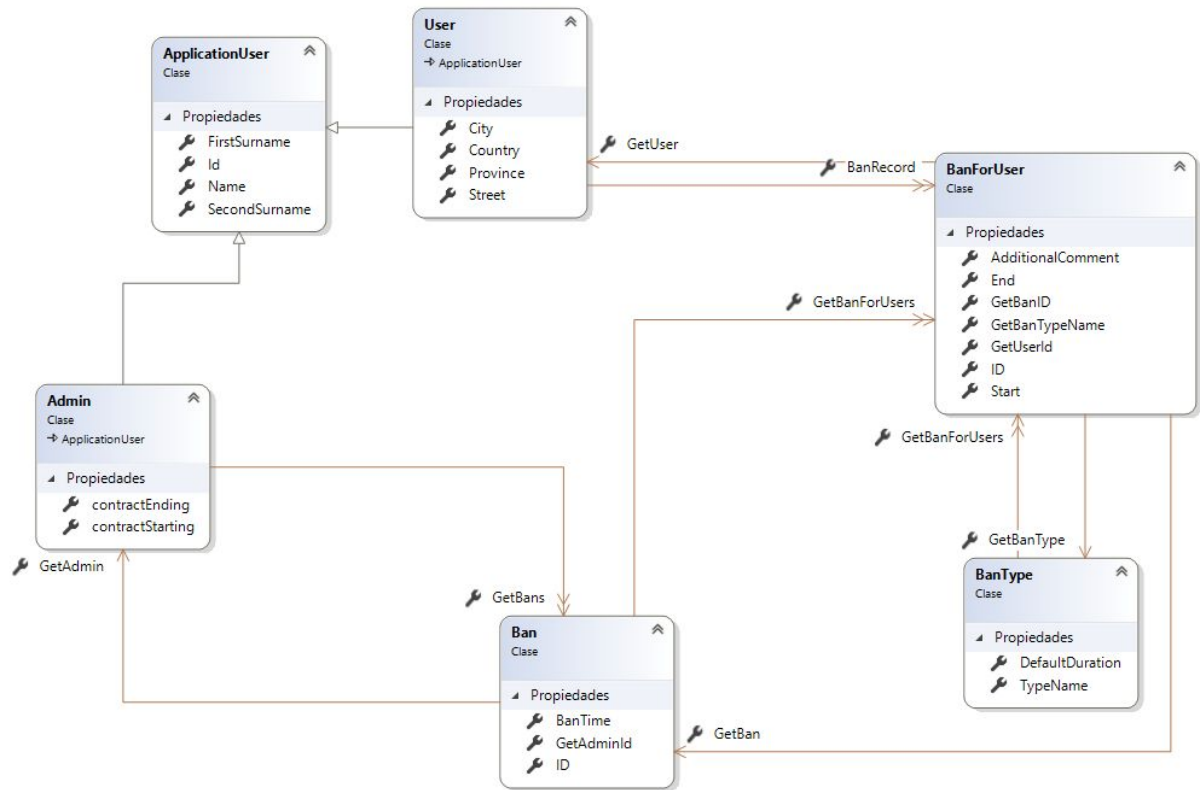 User
Clase
ApplicationUser
Propiedades
City
Country
Province
Street
ApplicationUser
Clase
Propiedades
FirstSurname
Id
Name
SecondSurname
GetUser
BanRecord
BanForUser
Clase
Propiedades
AdditionalComment
End
GetBanID
GetBanTypeName
GetUserId
ID
Start
GetBanForUsers
Admin
Clase
ApplicationUser
Propiedades
contractEnding
contractStarting
GetAdmin
GetBanForUsers
GetBanType
BanType
Clase
Propiedades
DefaultDuration
TypeName
GetBans
Ban
Clase
Propiedades
BanTime
GetAdminId
ID
GetBan